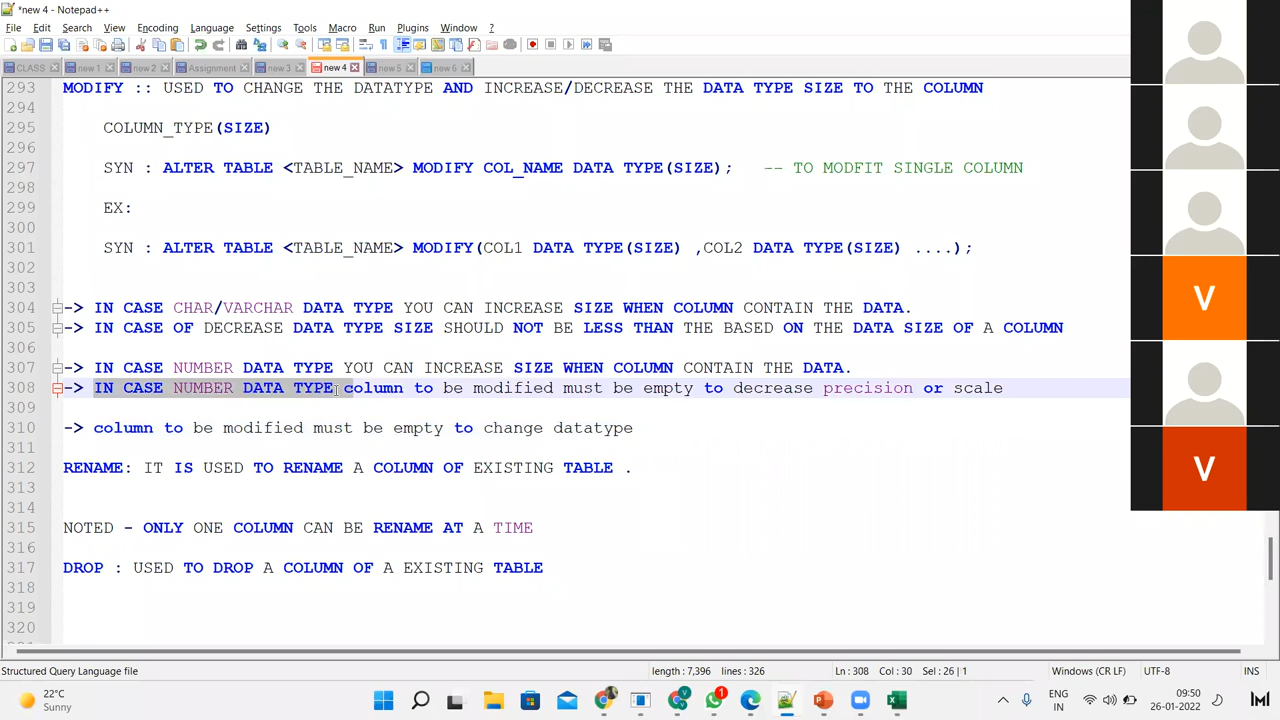 *new 4 - Notepad++
File Edit Search View Encoding Language Settings Tools Macro Run Plugins Window ?
CLASS new 1 new 2 Assignment new 3 new 4 new 5 new 6
293 MODIFY :: USED TO CHANGE THE DATATYPE AND INCREASE/DECREASE THE DATA TYPE SIZE TO THE COLUMN
294
295 COLUMN_TYPE(SIZE)
296
297 SYN : ALTER TABLE <TABLE_NAME> MODIFY COL_NAME DATA TYPE(SIZE); -- TO MODFIT SINGLE COLUMN
298
299 EX:
300
301 SYN : ALTER TABLE <TABLE_NAME> MODIFY(COL1 DATA TYPE(SIZE) ,COL2 DATA TYPE(SIZE) ....);
302
303
304 -> IN CASE CHAR/VARCHAR DATA TYPE YOU CAN INCREASE SIZE WHEN COLUMN CONTAIN THE DATA.
305 -> IN CASE OF DECREASE DATA TYPE SIZE SHOULD NOT BE LESS THAN THE BASED ON THE DATA SIZE OF A COLUMN
306
307 -> IN CASE NUMBER DATA TYPE YOU CAN INCREASE SIZE WHEN COLUMN CONTAIN THE DATA.
308 -> IN CASE NUMBER DATA TYPE column to be modified must be empty to decrease precision or scale
309
310 -> column to be modified must be empty to change datatype
311
312 RENAME: IT IS USED TO RENAME A COLUMN OF EXISTING TABLE .
313
314
315 NOTED - ONLY ONE COLUMN CAN BE RENAME AT A TIME
316
317 DROP : USED TO DROP A COLUMN OF A EXISTING TABLE
318
319
320
V
V
Structured Query Language file length : 7,396 lines : 326 Ln : 308 Col : 30 Sel : 26 | 1 Windows (CR LF) UTF-8 INS
22°C
Sunny
1
ENG
IN
09:50
26-01-2022